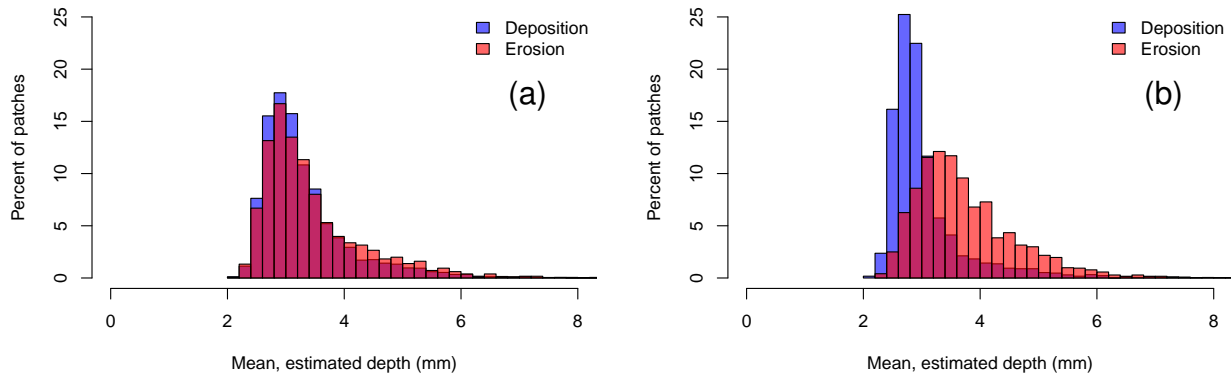 25
20
15
10
5
0
Percent of patches
Deposition
Erosion
(a)
0 2 4 6 8
Mean, estimated depth (mm)
25
20
15
10
5
0
Percent of patches
Deposition
Erosion
(b)
0 2 4 6 8
Mean, estimated depth (mm)